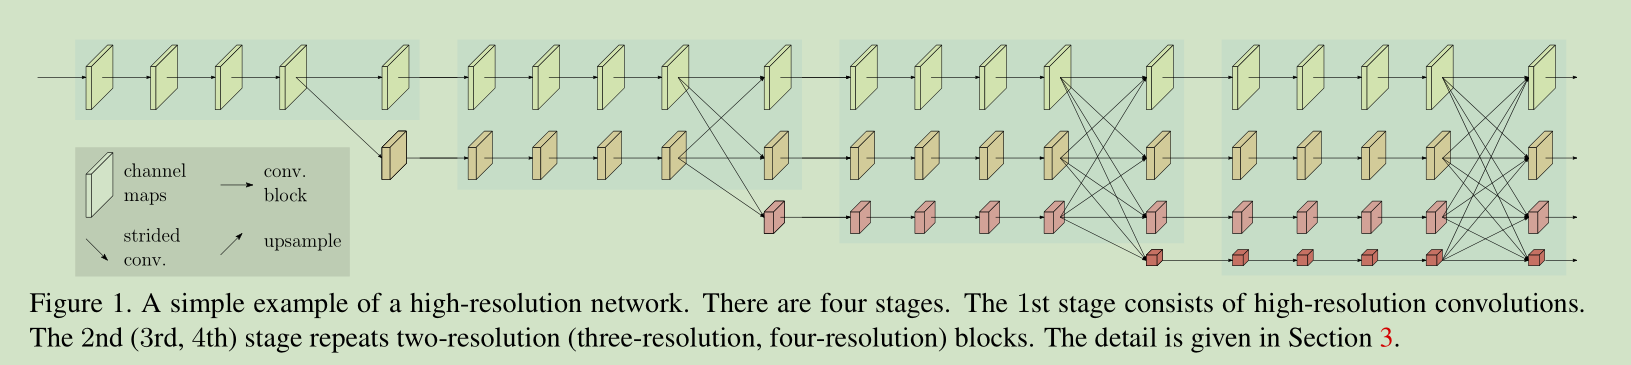 channel
maps
conv.
block
strided
conv.
upsample
Figure 1. A simple example of a high-resolution network. There are four stages. The 1st stage consists of high-resolution convolutions.
The 2nd (3rd, 4th) stage repeats two-resolution (three-resolution, four-resolution) blocks. The detail is given in Section 3.